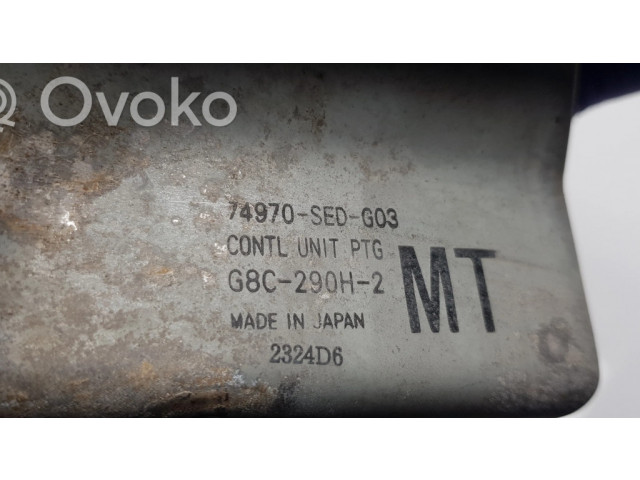 Ovoko
74970-SED-G03
CONTL UNIT PTG
G8C-290H-2
MT
MADE IN JAPAN
2324D6